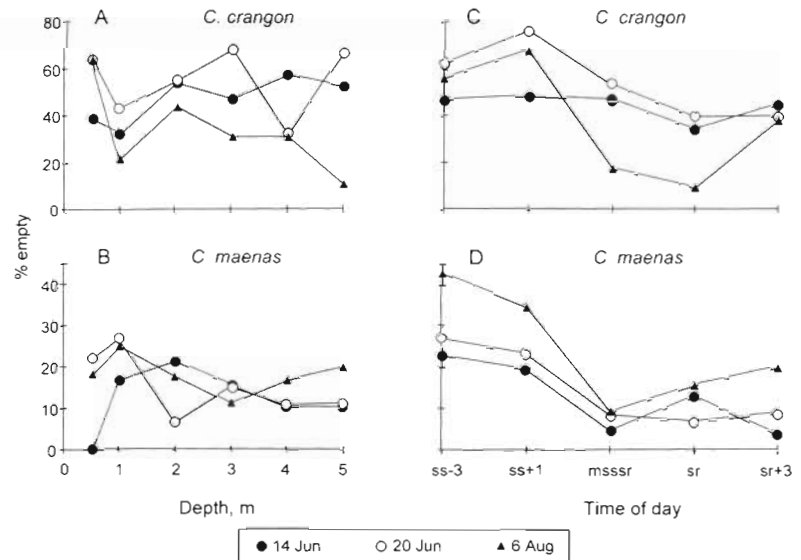 A
C. crangon
C
C. crangon
80
60
40
20
0
% empty
B
C maenas
D
C maenas
40
30
20
10
0
0 1 2 3 4 5
ss-3 ss+1 msssr sr sr+3
Depth, m
Time of day
14 Jun 20 Jun 6 Aug